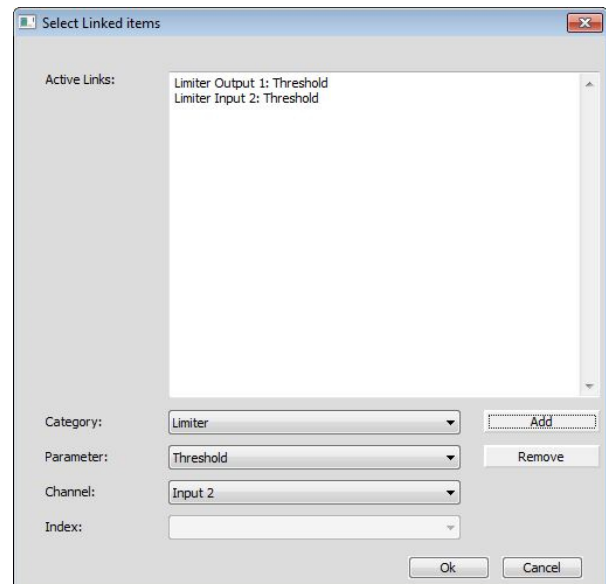 Select Linked items
Active Links:
Limiter Output 1: Threshold
Limiter Input 2: Threshold
Category:
Limiter
Add
Parameter:
Threshold
Remove
Channel:
Input 2
Index:
Ok
Cancel